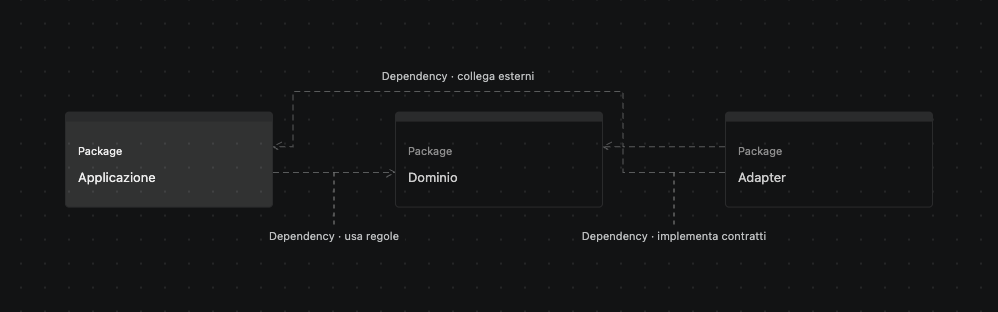 Dependency · collega esterni
Package
Applicazione
Package
Dominio
Package
Adapter
Dependency · usa regole
Dependency · implementa contratti